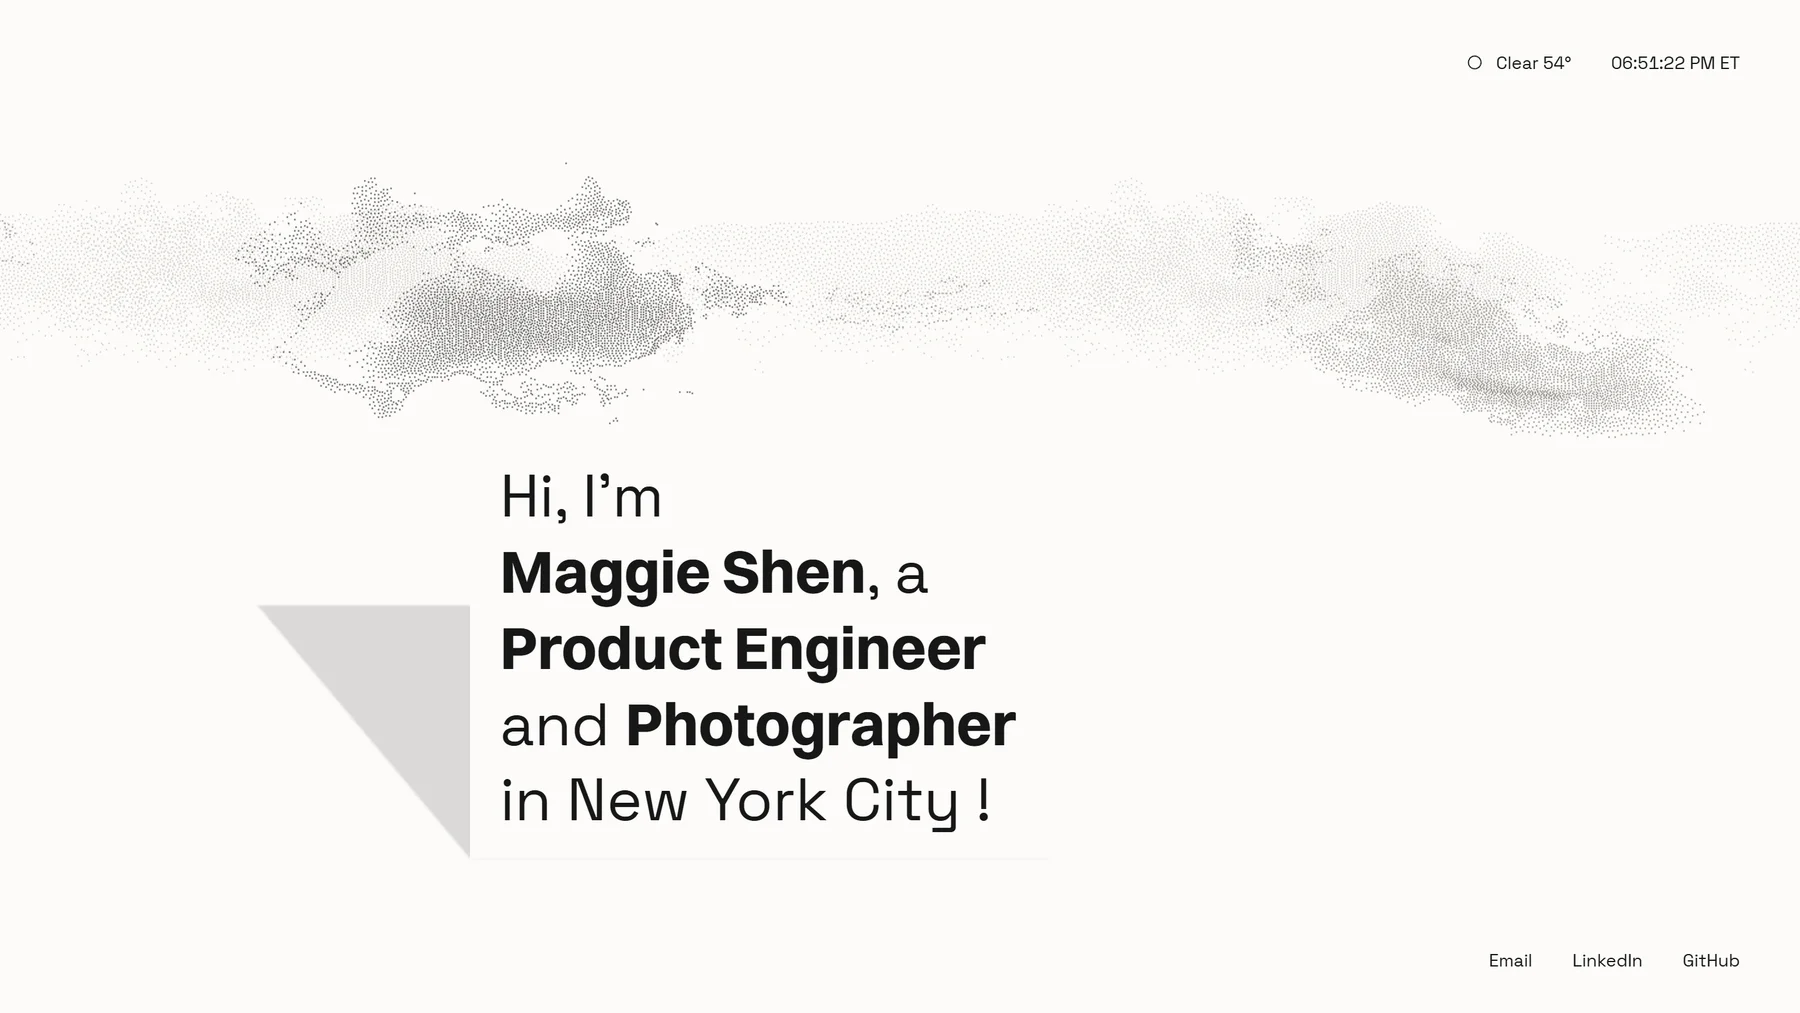 Clear 54° 06:51:22 PM ET
Hi, I’m
Maggie Shen, a
Product Engineer
and Photographer
in New York City !
Email LinkedIn GitHub